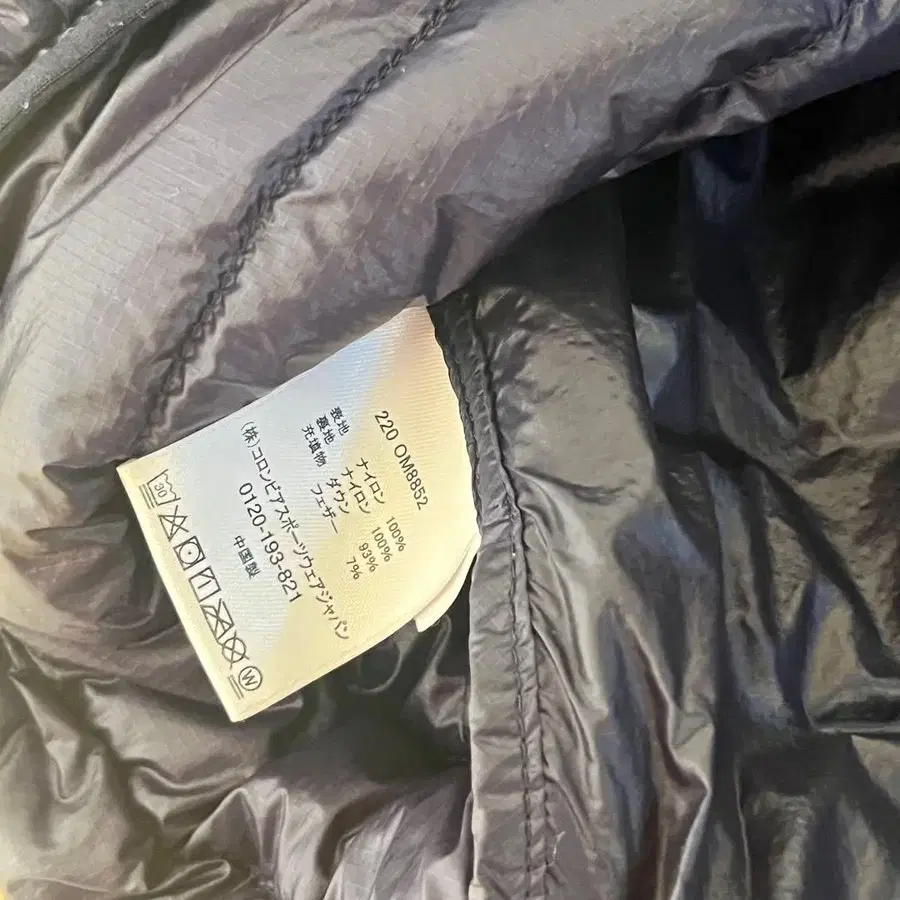 220 OM8852
表地 ナイロン 100%
裏地 ナイロン 100%
充填物 ダウン 93%
フェザー 7%
(株)コロンビアスポーツウェアジャパン
0120-193-821
中国製
30
W